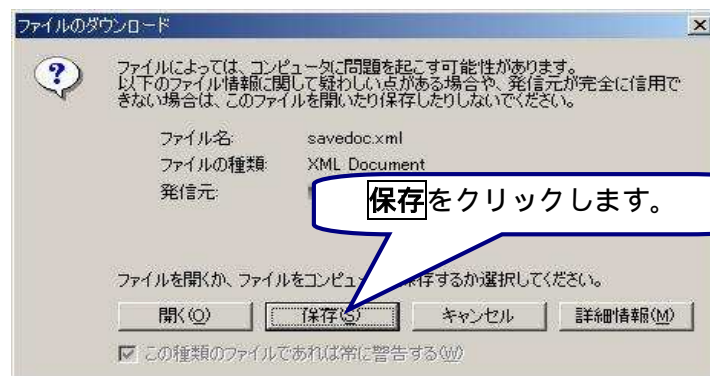 ファイルのダウンロード
ファイルによっては、コンピュータに問題を起こす可能性があります。
以下のファイル情報に関して疑わしい点がある場合や、発信元が完全に信用で
きない場合は、このファイルを開いたり保存したりしないでください。
ファイル名: savedoc.xml
ファイルの種類: XML Document
発信元:
保存をクリックします。
ファイルを開くか、ファイルをコンピュ 保存するか選択してください。
開く(O) 保存(S) キャンセル 詳細情報(M)
この種類のファイルであれば常に警告する(W)